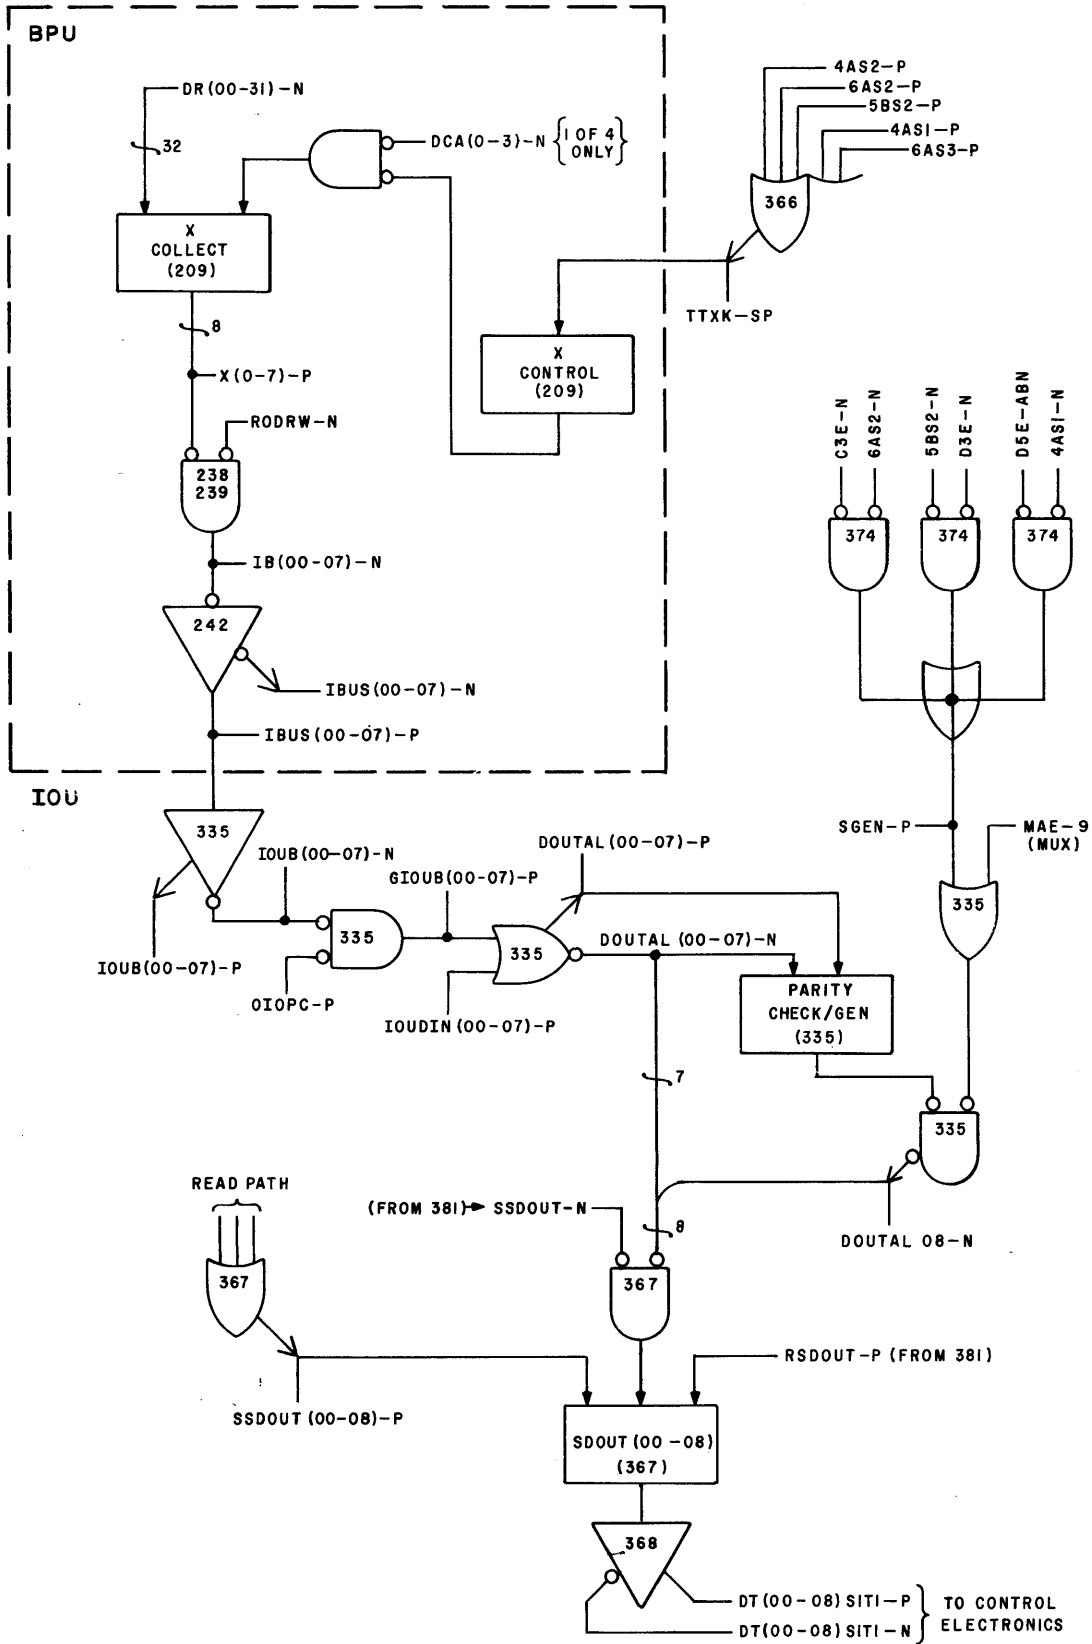 BPU
DR(00-31)-N
32
DCA(0-3)-N {1 OF 4 ONLY}
4AS2-P
6AS2-P
5BS2-P
4AS1-P
6AS3-P
366
X
COLLECT
(209)
TTXK-SP
8
X
CONTROL
(209)
X(0-7)-P
RODRW-N
238
239
C3E-N
6AS2-N
5BS2-N
D3E-N
D5E-ABN
4AS1-N
374
374
374
IB(00-07)-N
242
IBUS(00-07)-N
IBUS(00-07)-P
IOU
335
IOUB(00-07)-N
GIOUB(00-07)-P
DOUTAL(00-07)-P
SGEN-P
MAE-9
(MUX)
335
335
335
DOUTAL (00-07)-N
IOUB(00-07)-P
OIOPC-P
IOUDIN(00-07)-P
PARITY
CHECK/GEN
(335)
7
335
READ PATH
(FROM 381) SSDOUT-N
8
DOUTAL 08-N
367
367
RSDOUT-P (FROM 381)
SSDOUT(00-08)-P
SDOUT(00-08)
(367)
368
DT(00-08)SIT1-P
DT(00-08)SIT1-N
TO CONTROL
ELECTRONICS